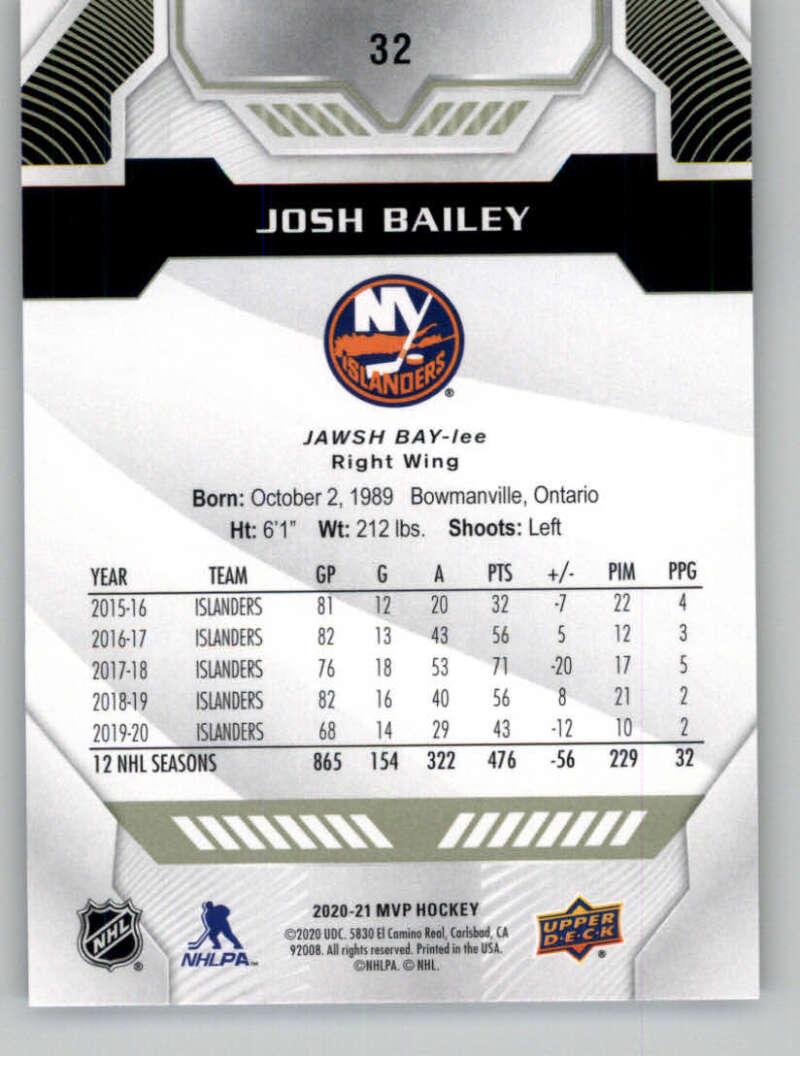 32
JOSH BAILEY
NY
ISLANDERS
®
JAWSH BAY-lee
Right Wing
Born: October 2, 1989 Bowmanville, Ontario
Ht: 6'1" Wt: 212 lbs. Shoots: Left
YEAR TEAM GP G A PTS +/- PIM PPG
2015-16 ISLANDERS 81 12 20 32 -7 22 4
2016-17 ISLANDERS 82 13 43 56 5 12 3
2017-18 ISLANDERS 76 18 53 71 -20 17 5
2018-19 ISLANDERS 82 16 40 56 8 21 2
2019-20 ISLANDERS 68 14 29 43 -12 10 2
12 NHL SEASONS 865 154 322 476 -56 229 32
NHL ®
NHLPA™
2020-21 MVP HOCKEY
©2020 UDC. 5830 El Camino Real, Carlsbad, CA
92008. All rights reserved. Printed in the USA.
©NHLPA. © NHL.
UPPER
D·E·C·K
®